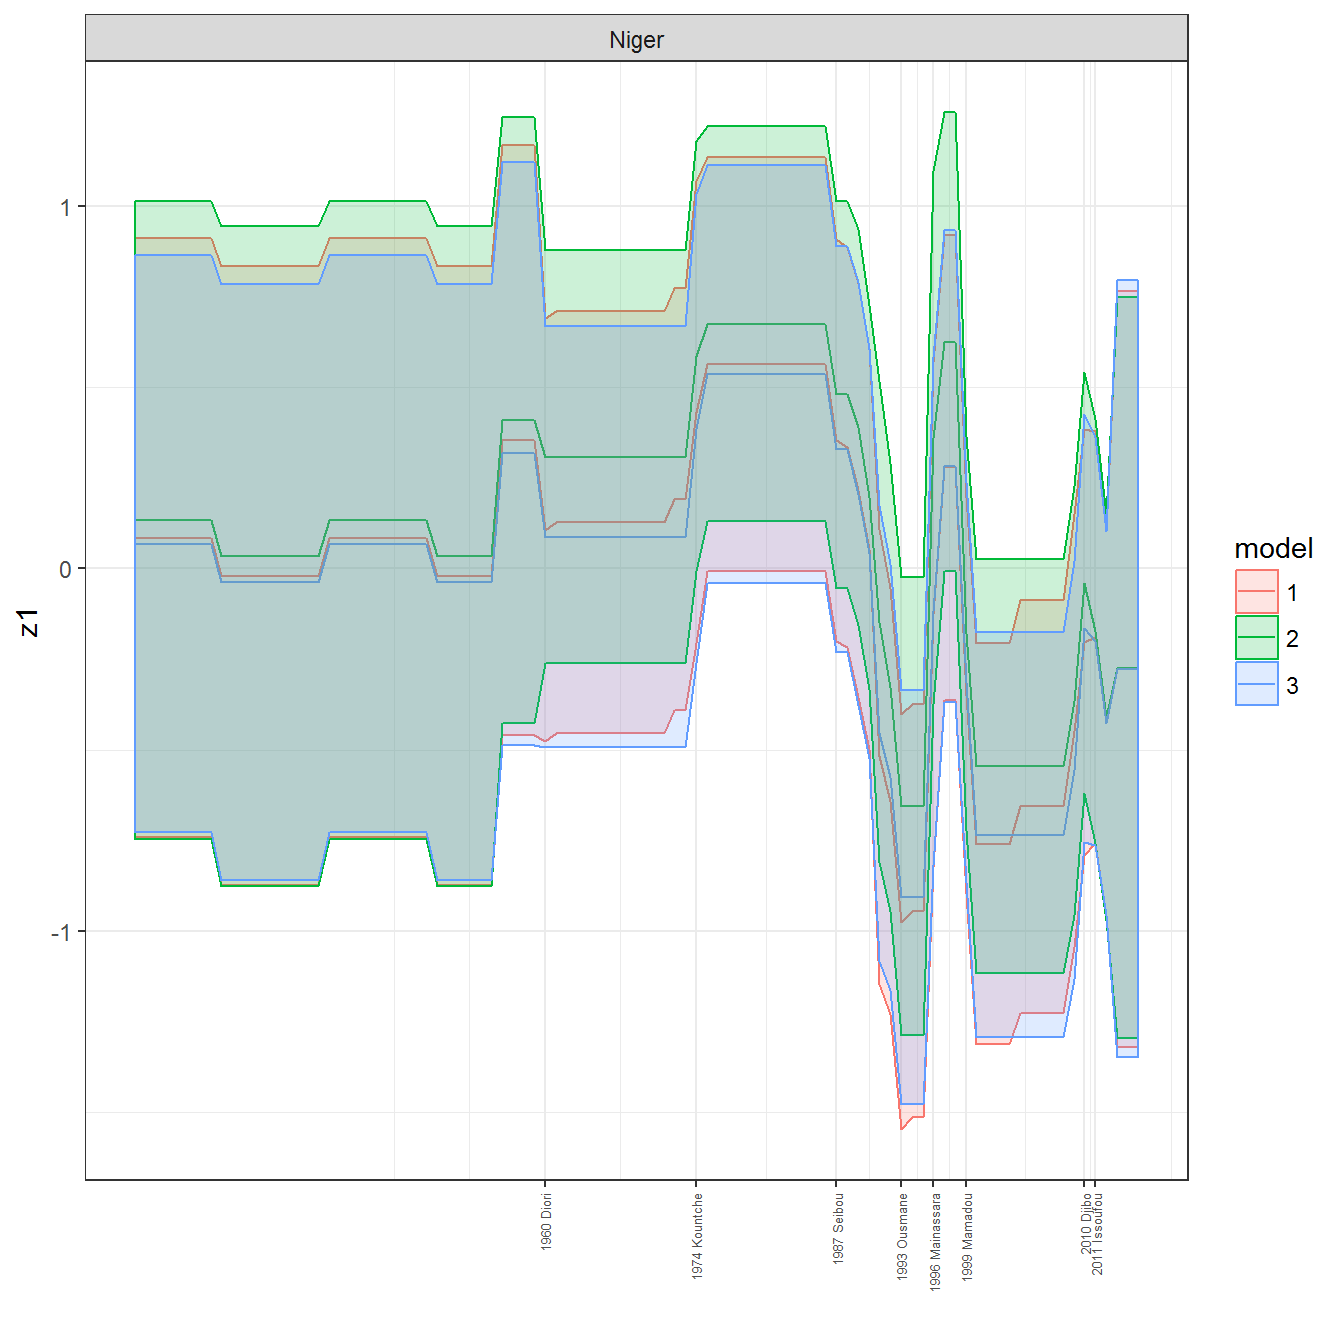 Niger
1
0
-1
z1
1960 Diori
1974 Kountche
1987 Seibou
1993 Ousmane
1996 Mainassara
1999 Mamadou
2010 Djibo
2011 Issoufou
model
1
2
3